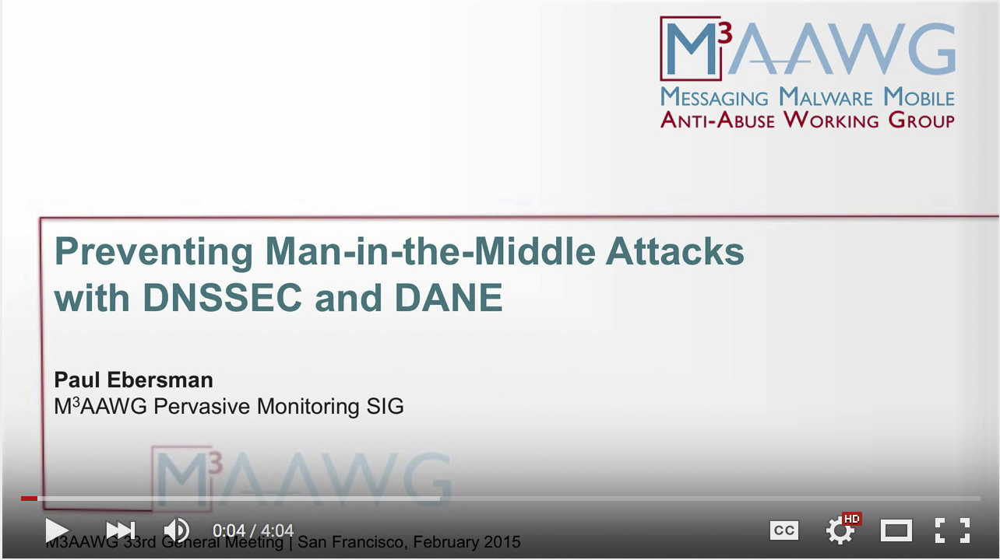 M³AAWG
MESSAGING MALWARE MOBILE
ANTI-ABUSE WORKING GROUP
Preventing Man-in-the-Middle Attacks
with DNSSEC and DANE
Paul Ebersman
M³AAWG Pervasive Monitoring SIG
M³AAWG
0:04 / 4:04
CC
HD
M3AAWG 33rd General Meeting | San Francisco, February 2015